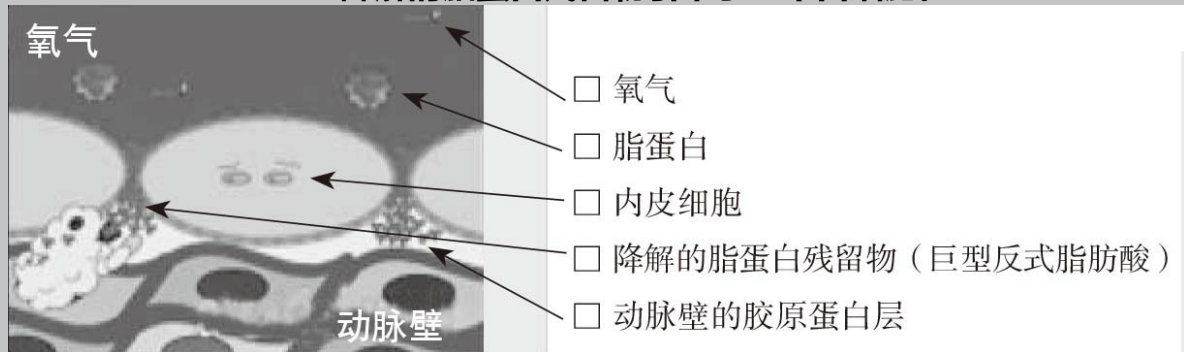 氧气
□ 氧气
□ 脂蛋白
□ 内皮细胞
□ 降解的脂蛋白残留物（巨型反式脂肪酸）
□ 动脉壁的胶原蛋白层
动脉壁